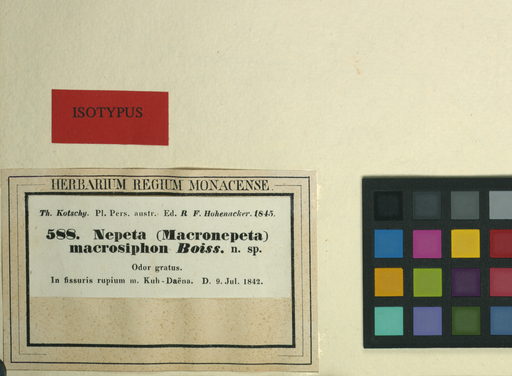 ISOTYPUS
HERBARIUM REGIUM MONACENSE.
Th. Kotschy. Pl. Pers. austr. Ed. R. F. Hohenacker. 1845.
588. Nepeta (Macronepeta)
macrosiphon Boiss. n. sp.
Odor gratus.
In fissuris rupium m. Kuh-Daëna. D. 9. Jul. 1842.